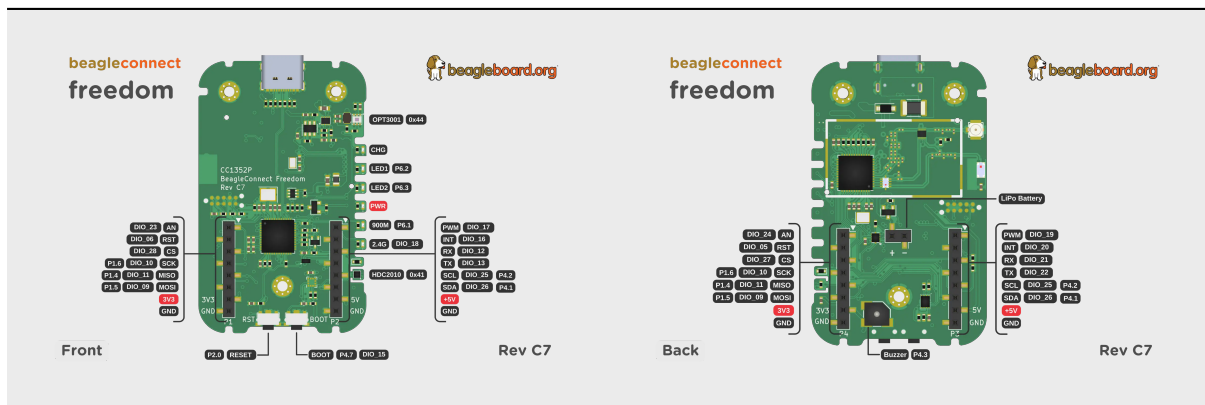 beagleconnect
freedom
beagleboard.org
OPT3001 0x44
CHG
LED1 P6.2
LED2 P6.3
PWR
900M P6.1
2.4G DIO_18
HDC2010 0x41
CC1352P
BeagleConnect Freedom
Rev C7
DIO_23 AN
DIO_06 RST
DIO_28 CS
P1.6 DIO_10 SCK
P1.4 DIO_11 MISO
P1.5 DIO_09 MOSI
3V3
GND
3V3
GND
P1
RST
BOOT
P2
5V
GND
PWM DIO_17
INT DIO_16
RX DIO_12
TX DIO_13
SCL DIO_25 P4.2
SDA DIO_26 P4.1
+5V
GND
P2.0 RESET
BOOT P4.7 DIO_15
Front
Rev C7
beagleconnect
freedom
beagleboard.org
LiPo Battery
DIO_24 AN
DIO_05 RST
DIO_27 CS
P1.6 DIO_10 SCK
P1.4 DIO_11 MISO
P1.5 DIO_09 MOSI
3V3
GND
+ −
3V3
GND
P4
5V
GND
P3
PWM DIO_19
INT DIO_20
RX DIO_21
TX DIO_22
SCL DIO_25 P4.2
SDA DIO_26 P4.1
+5V
GND
Buzzer P4.3
Back
Rev C7